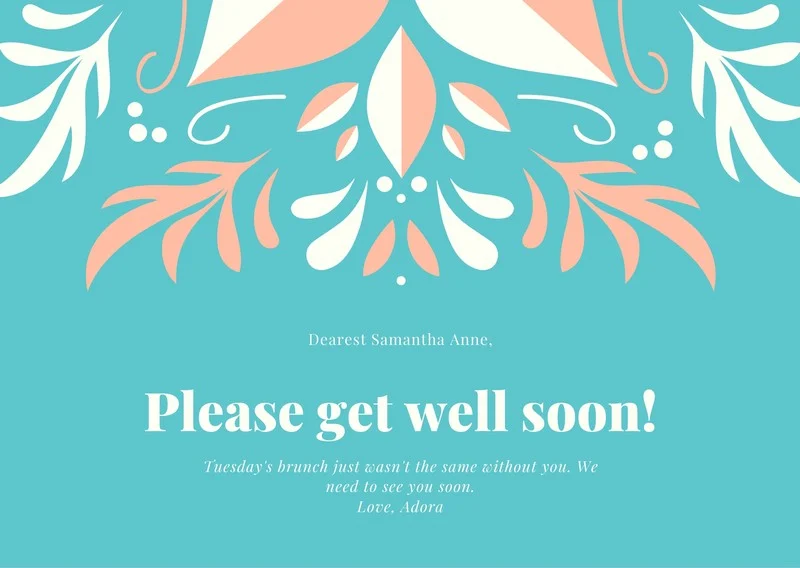 Dearest Samantha Anne,
Please get well soon!
Tuesday's brunch just wasn't the same without you. We
need to see you soon.
Love, Adora